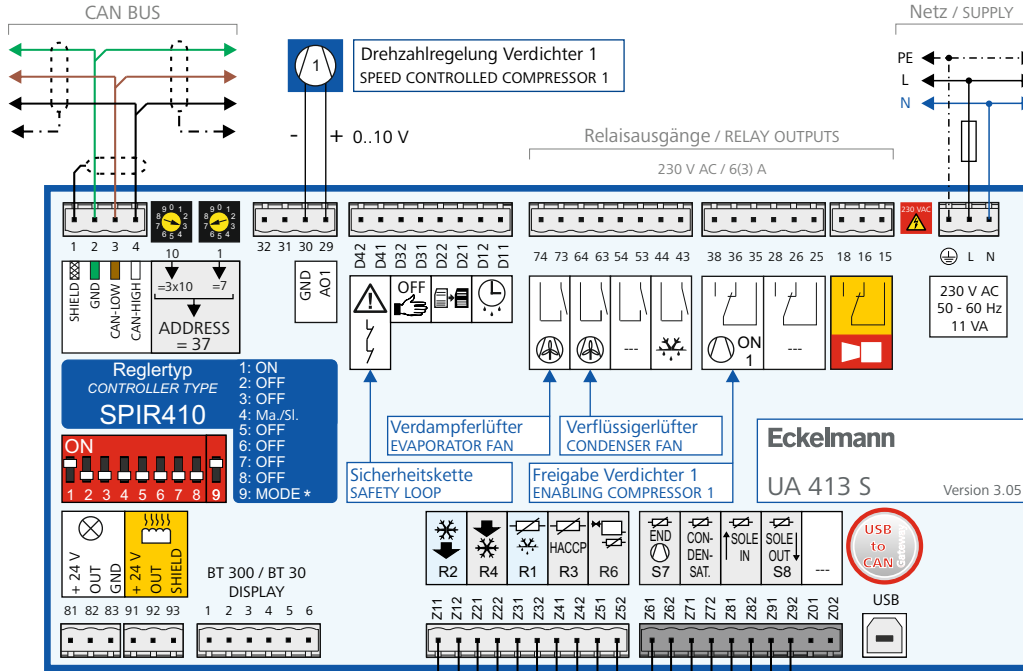 CAN BUS
Netz / SUPPLY
PE
L
N
1
Drehzahlregelung Verdichter 1
SPEED CONTROLLED COMPRESSOR 1
- + 0..10 V
Relaisausgänge / RELAY OUTPUTS
230 V AC / 6(3) A
230 VAC
1 2 3 4
10 1
32 31 30 29
D42 D41 D32 D31 D22 D21 D12 D11
74 73 64 63 54 53 44 43
38 36 35 28 26 25
18 16 15
L N
SHIELD
GND
CAN-LOW
CAN-HIGH
=3x10 =7
ADDRESS
= 37
GND
AO1
OFF
---
ON
1
---
230 V AC
50 - 60 Hz
11 VA
Reglertyp
CONTROLLER TYPE
SPIR410
1: ON
2: OFF
3: OFF
4: Ma./Sl.
5: OFF
6: OFF
7: OFF
8: OFF
9: MODE *
ON
1 2 3 4 5 6 7 8 9
Verdampferlüfter
EVAPORATOR FAN
Verflüssigerlüfter
CONDENSER FAN
Sicherheitskette
SAFETY LOOP
Freigabe Verdichter 1
ENABLING COMPRESSOR 1
Eckelmann
UA 413 S
Version 3.05
+ 24 V
OUT
GND
+ 24 V
OUT
SHIELD
81 82 83 91 92 93
BT 300 / BT 30
DISPLAY
1 2 3 4 5 6
R2
R4
R1
HACCP
R3
R6
END
S7
CON-
DEN-
SAT.
SOLE
IN
SOLE
OUT
S8
---
USB
to
CAN
Gateway
USB
Z11 Z12 Z21 Z22 Z31 Z32 Z41 Z42 Z51 Z52
Z61 Z62 Z71 Z72 Z81 Z82 Z91 Z92 Z01 Z02